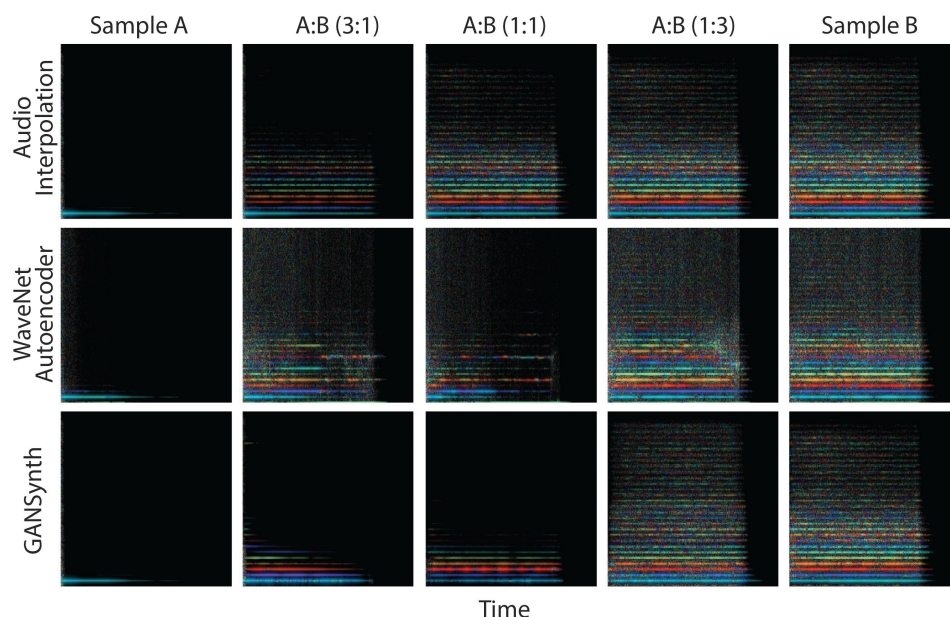 Sample A
A:B (3:1)
A:B (1:1)
A:B (1:3)
Sample B
Audio
Interpolation
WaveNet
Autoencoder
GANSynth
Time